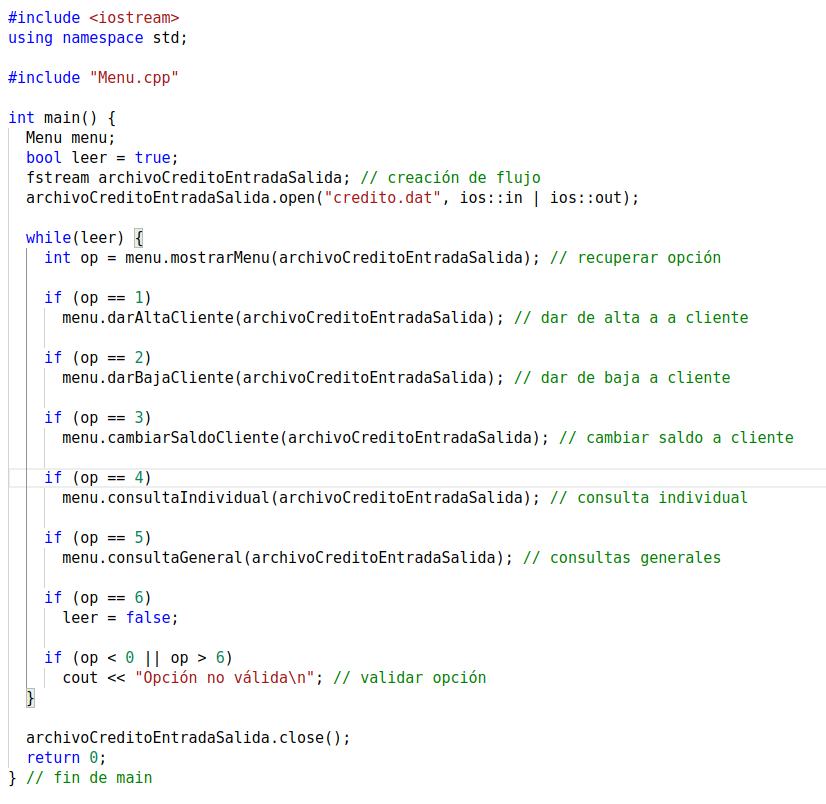 #include <iostream>
using namespace std;

#include "Menu.cpp"

int main() {
  Menu menu;
  bool leer = true;
  fstream archivoCreditoEntradaSalida; // creación de flujo
  archivoCreditoEntradaSalida.open("credito.dat", ios::in | ios::out);

  while(leer) {
    int op = menu.mostrarMenu(archivoCreditoEntradaSalida); // recuperar opción

    if (op == 1)
      menu.darAltaCliente(archivoCreditoEntradaSalida); // dar de alta a a cliente

    if (op == 2)
      menu.darBajaCliente(archivoCreditoEntradaSalida); // dar de baja a cliente

    if (op == 3)
      menu.cambiarSaldoCliente(archivoCreditoEntradaSalida); // cambiar saldo a cliente

    if (op == 4)
      menu.consultaIndividual(archivoCreditoEntradaSalida); // consulta individual

    if (op == 5)
      menu.consultaGeneral(archivoCreditoEntradaSalida); // consultas generales

    if (op == 6)
      leer = false;

    if (op < 0 || op > 6)
      cout << "Opción no válida\n"; // validar opción
  }

  archivoCreditoEntradaSalida.close();
  return 0;
} // fin de main